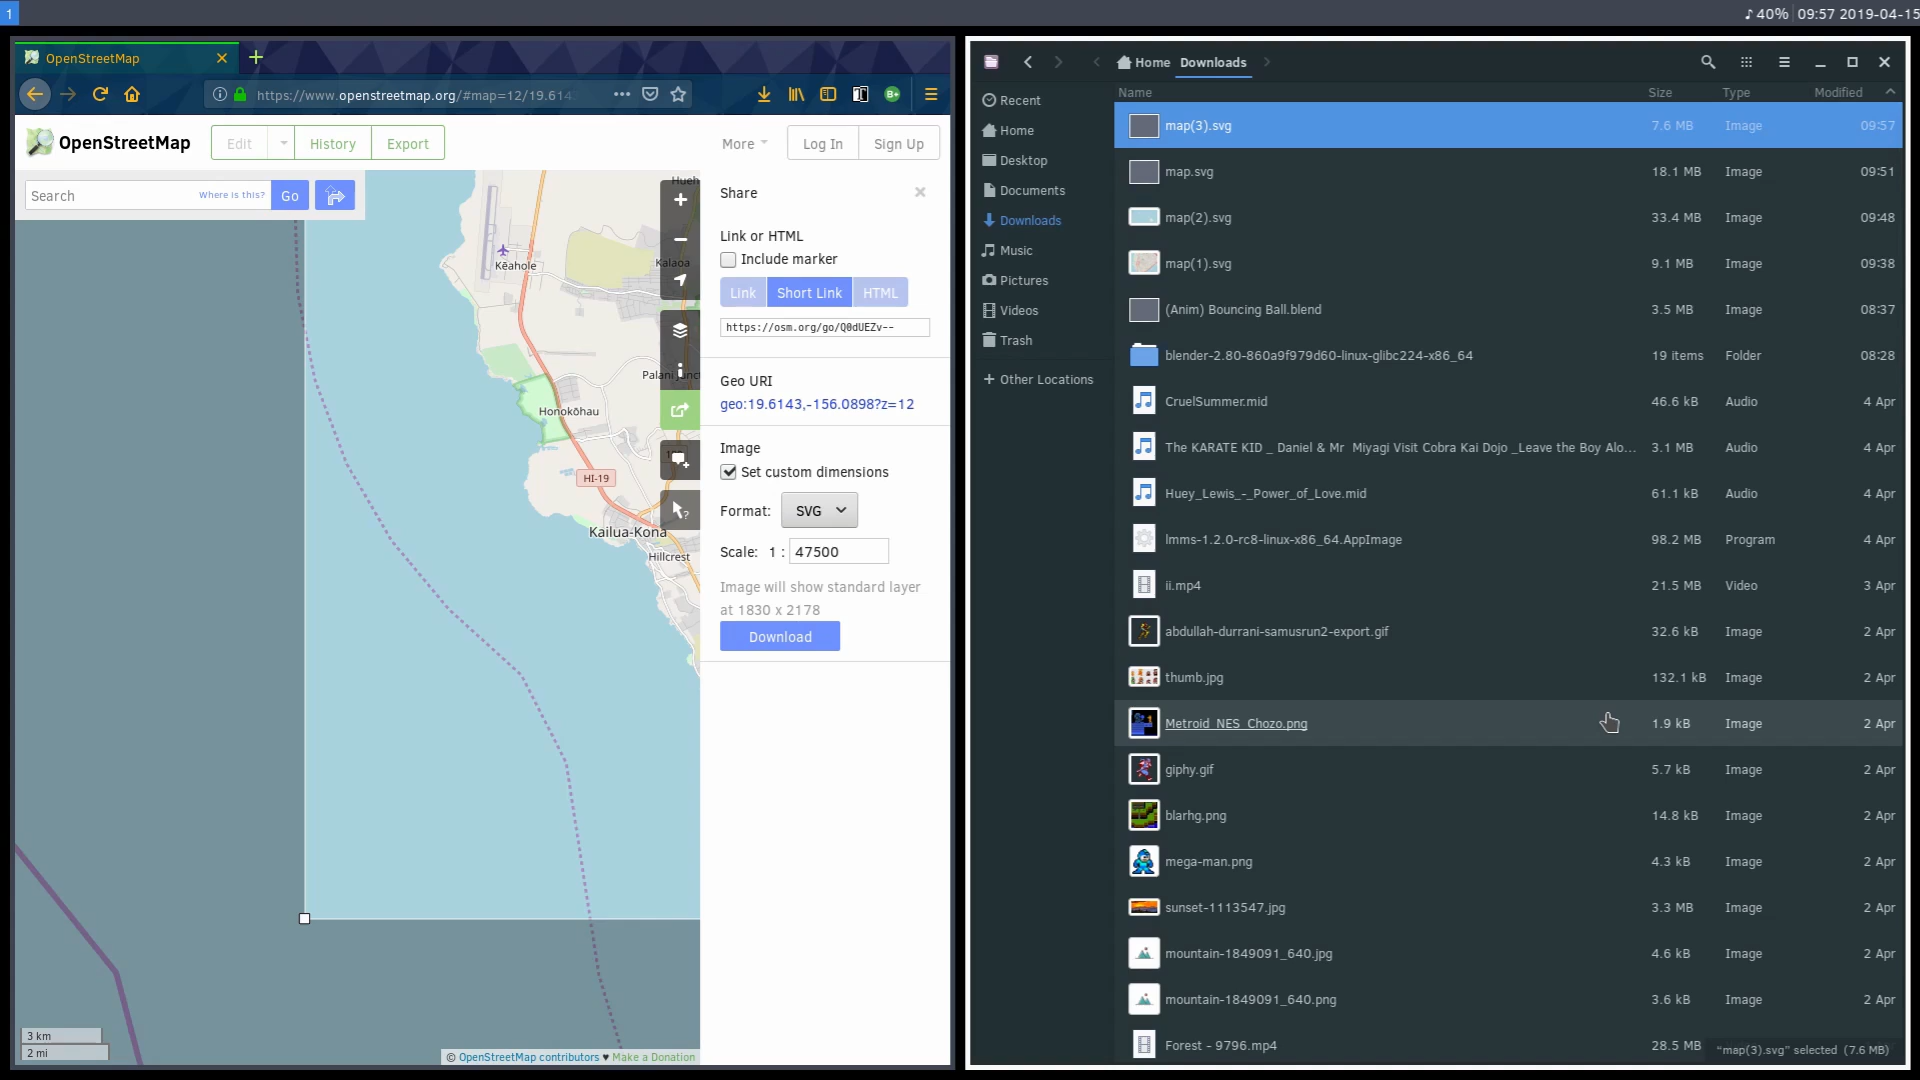 1
♪ 40% 09:57 2019-04-15
OpenStreetMap
https://www.openstreetmap.org/#map=12/19.614
OpenStreetMap
Edit
History
Export
More
Log In
Sign Up
Search
Where is this?
Go
Hueh
Keāhole
Kalaoa
Palani Junct
Honokōhau
HI-19
Kailua-Kona
Hillcrest
3 km
2 mi
© OpenStreetMap contributors ♥ Make a Donation
Share
Link or HTML
Include marker
Link
Short Link
HTML
https://osm.org/go/Q0dUEZv--
Geo URI
geo:19.6143,-156.0898?z=12
Image
Set custom dimensions
Format: SVG
Scale: 1 : 47500
Image will show standard layer
at 1830 x 2178
Download
Home
Downloads
Recent
Home
Desktop
Documents
Downloads
Music
Pictures
Videos
Trash
+ Other Locations
Name Size Type Modified
map(3).svg 7.6 MB Image 09:57
map.svg 18.1 MB Image 09:51
map(2).svg 33.4 MB Image 09:48
map(1).svg 9.1 MB Image 09:38
(Anim) Bouncing Ball.blend 3.5 MB Image 08:37
blender-2.80-860a9f979d60-linux-glibc224-x86_64 19 items Folder 08:28
CruelSummer.mid 46.6 kB Audio 4 Apr
The KARATE KID _ Daniel & Mr Miyagi Visit Cobra Kai Dojo _Leave the Boy Alo... 3.1 MB Audio 4 Apr
Huey_Lewis_-_Power_of_Love.mid 61.1 kB Audio 4 Apr
lmms-1.2.0-rc8-linux-x86_64.AppImage 98.2 MB Program 4 Apr
ii.mp4 21.5 MB Video 3 Apr
abdullah-durrani-samusrun2-export.gif 32.6 kB Image 2 Apr
thumb.jpg 132.1 kB Image 2 Apr
Metroid_NES_Chozo.png 1.9 kB Image 2 Apr
giphy.gif 5.7 kB Image 2 Apr
blarhg.png 14.8 kB Image 2 Apr
mega-man.png 4.3 kB Image 2 Apr
sunset-1113547.jpg 3.3 MB Image 2 Apr
mountain-1849091_640.jpg 4.6 kB Image 2 Apr
mountain-1849091_640.png 3.6 kB Image 2 Apr
Forest - 9796.mp4 28.5 MB
"map(3).svg" selected (7.6 MB)